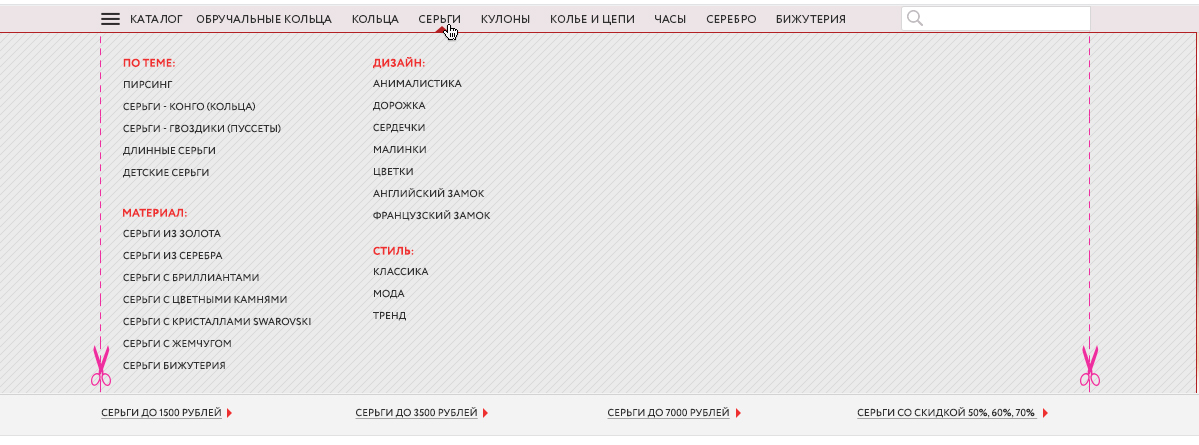 КАТАЛОГ ОБРУЧАЛЬНЫЕ КОЛЬЦА КОЛЬЦА СЕРЬГИ КУЛОНЫ КОЛЬЕ И ЦЕПИ ЧАСЫ СЕРЕБРО БИЖУТЕРИЯ
ПО ТЕМЕ:
ПИРСИНГ
СЕРЬГИ - КОНГО (КОЛЬЦА)
СЕРЬГИ - ГВОЗДИКИ (ПУССЕТЫ)
ДЛИННЫЕ СЕРЬГИ
ДЕТСКИЕ СЕРЬГИ
МАТЕРИАЛ:
СЕРЬГИ ИЗ ЗОЛОТА
СЕРЬГИ ИЗ СЕРЕБРА
СЕРЬГИ С БРИЛЛИАНТАМИ
СЕРЬГИ С ЦВЕТНЫМИ КАМНЯМИ
СЕРЬГИ С КРИСТАЛЛАМИ SWAROVSKI
СЕРЬГИ С ЖЕМЧУГОМ
СЕРЬГИ БИЖУТЕРИЯ
ДИЗАЙН:
АНИМАЛИСТИКА
ДОРОЖКА
СЕРДЕЧКИ
МАЛИНКИ
ЦВЕТКИ
АНГЛИЙСКИЙ ЗАМОК
ФРАНЦУЗСКИЙ ЗАМОК
СТИЛЬ:
КЛАССИКА
МОДА
ТРЕНД
СЕРЬГИ ДО 1500 РУБЛЕЙ СЕРЬГИ ДО 3500 РУБЛЕЙ СЕРЬГИ ДО 7000 РУБЛЕЙ СЕРЬГИ СО СКИДКОЙ 50%, 60%, 70%